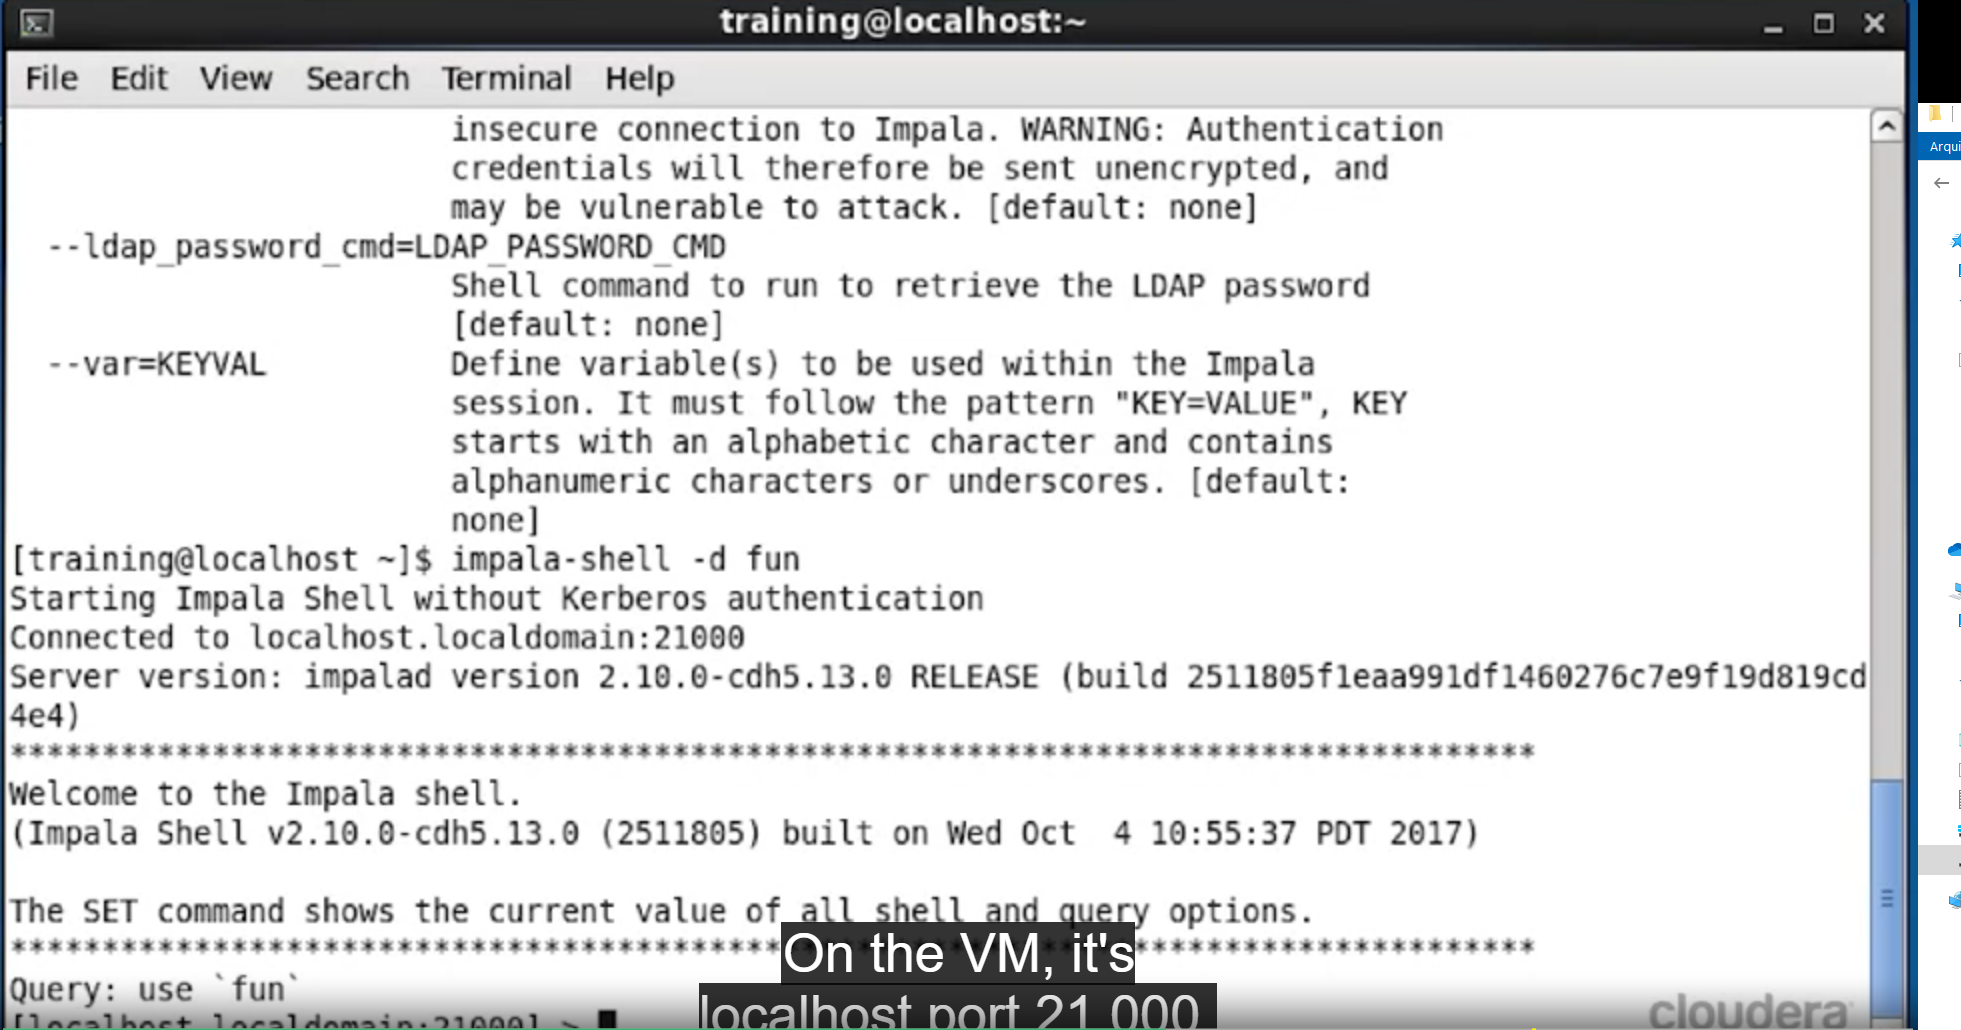 training@localhost:~
File Edit View Search Terminal Help
insecure connection to Impala. WARNING: Authentication
credentials will therefore be sent unencrypted, and
may be vulnerable to attack. [default: none]
--ldap_password_cmd=LDAP_PASSWORD_CMD
Shell command to run to retrieve the LDAP password
[default: none]
--var=KEYVAL Define variable(s) to be used within the Impala
session. It must follow the pattern "KEY=VALUE", KEY
starts with an alphabetic character and contains
alphanumeric characters or underscores. [default:
none]
[training@localhost ~]$ impala-shell -d fun
Starting Impala Shell without Kerberos authentication
Connected to localhost.localdomain:21000
Server version: impalad version 2.10.0-cdh5.13.0 RELEASE (build 2511805f1eaa991df1460276c7e9f19d819cd
4e4)
***********************************************************************************
Welcome to the Impala shell.
(Impala Shell v2.10.0-cdh5.13.0 (2511805) built on Wed Oct  4 10:55:37 PDT 2017)
The SET command shows the current value of all shell and query options.
***********************************************************************************
Query: use `fun`
[localhost.localdomain:21000] >
On the VM, it's
localhost port 21,000
cloudera
Arqui